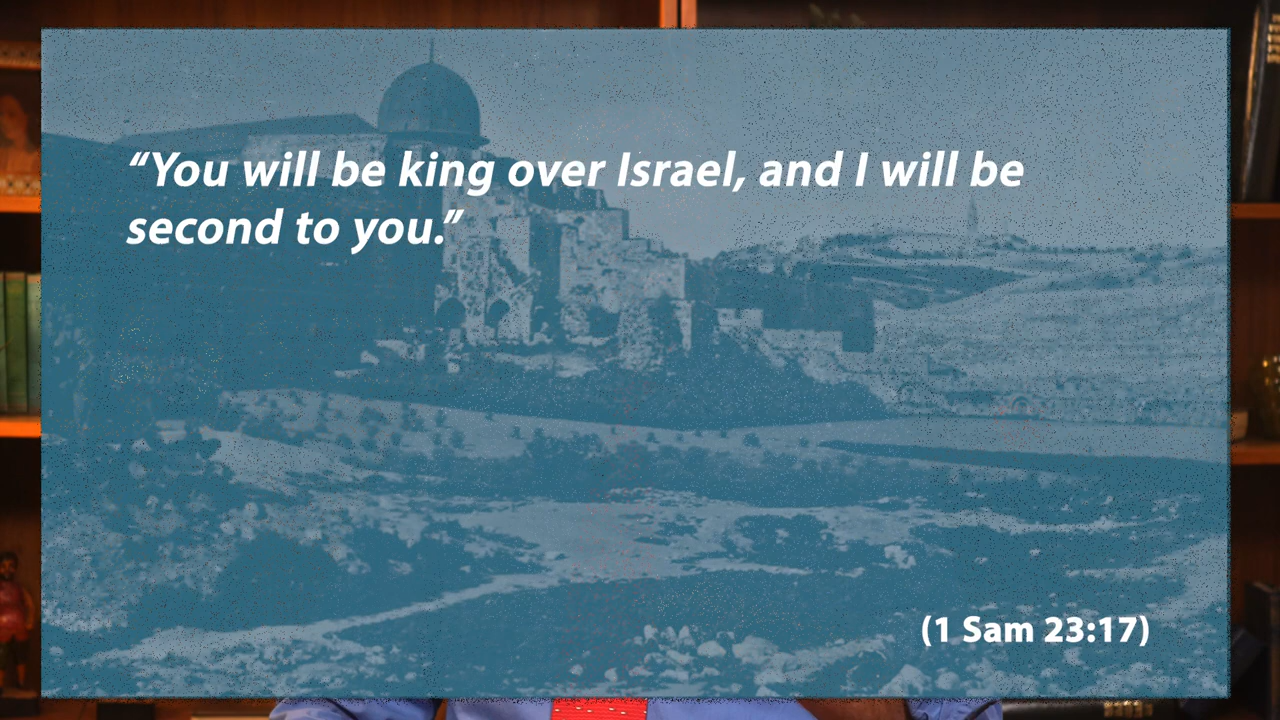 “You will be king over Israel, and I will be
second to you.”
(1 Sam 23:17)